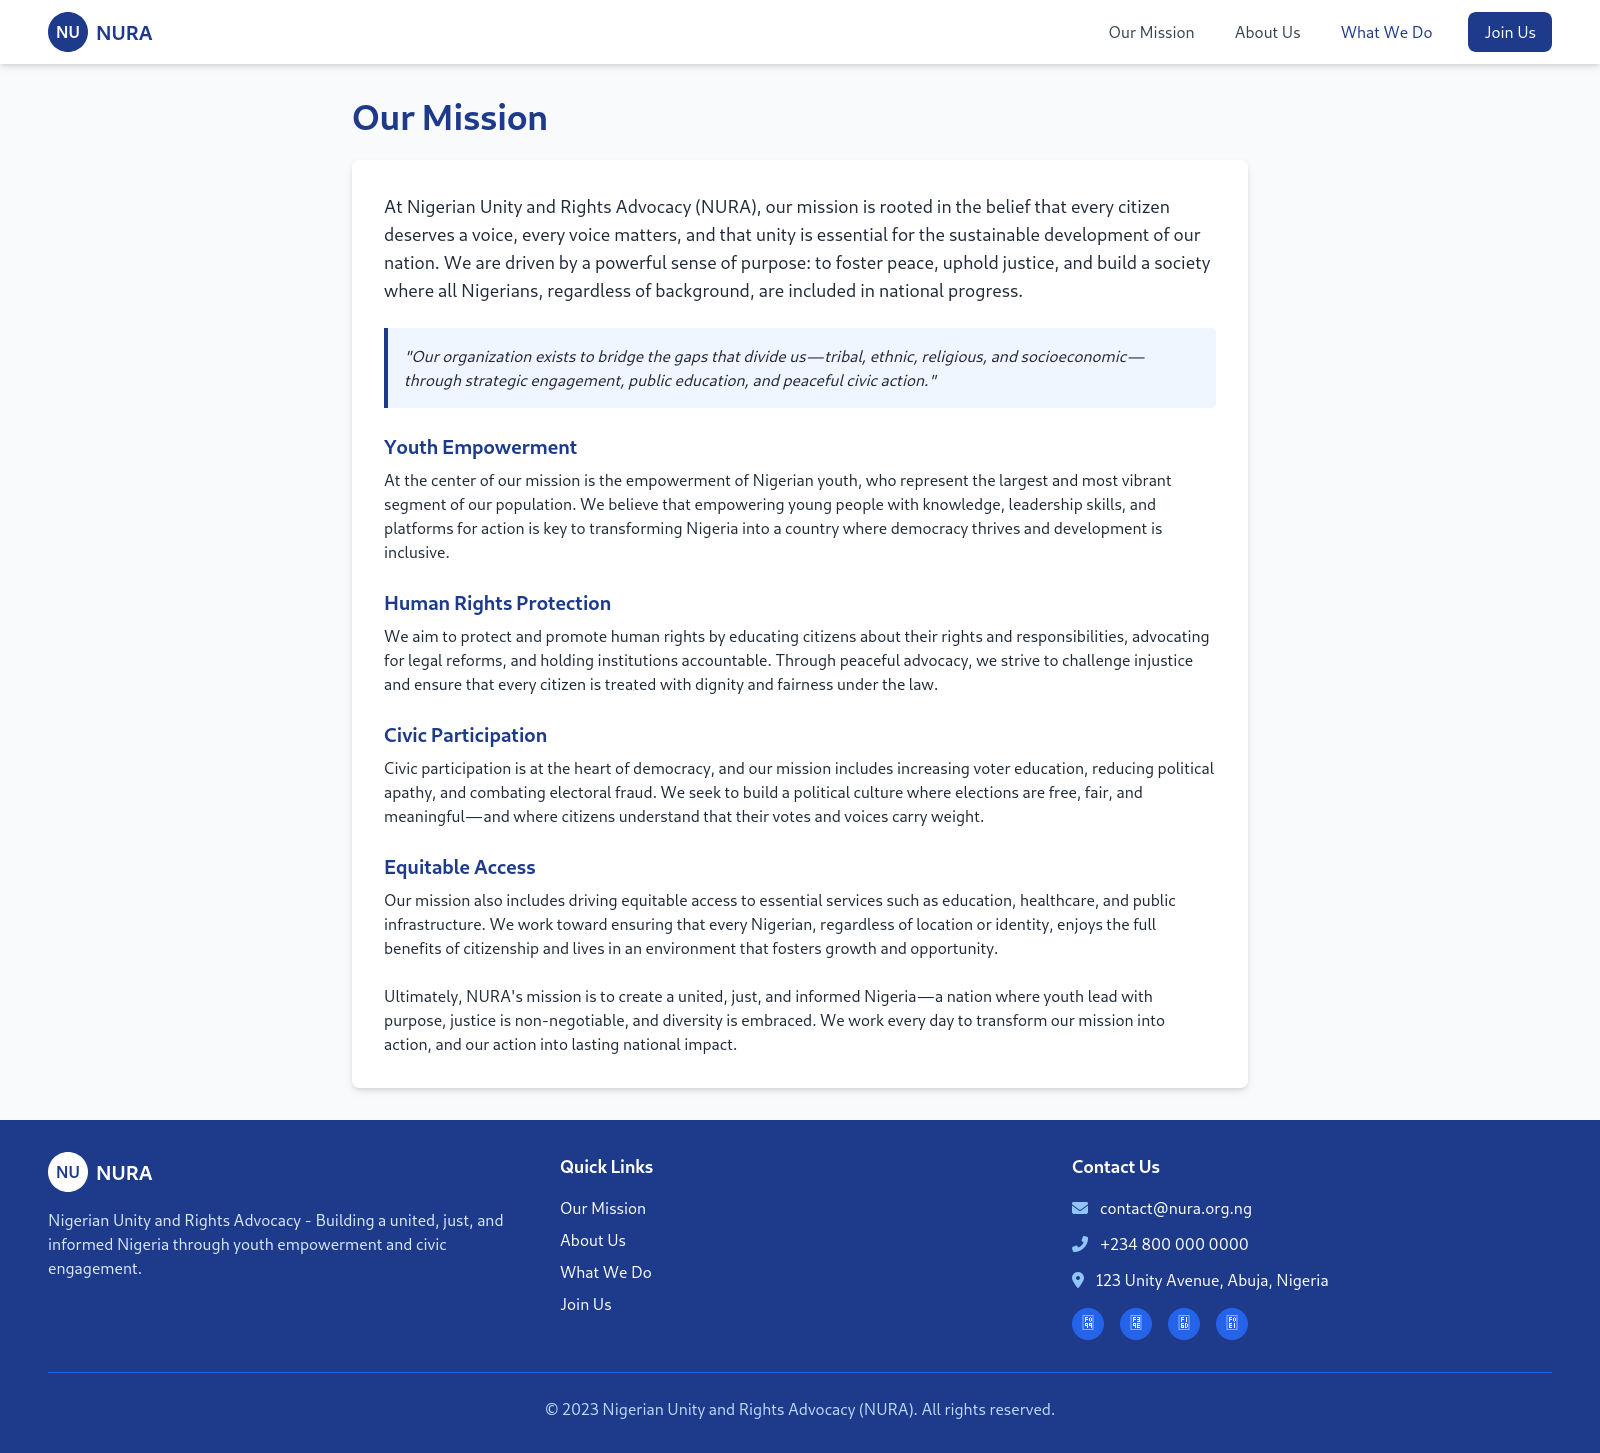 NU NURA
Our Mission
About Us
What We Do
Join Us
Our Mission
At Nigerian Unity and Rights Advocacy (NURA), our mission is rooted in the belief that every citizen
deserves a voice, every voice matters, and that unity is essential for the sustainable development of our
nation. We are driven by a powerful sense of purpose: to foster peace, uphold justice, and build a society
where all Nigerians, regardless of background, are included in national progress.
"Our organization exists to bridge the gaps that divide us—tribal, ethnic, religious, and socioeconomic—
through strategic engagement, public education, and peaceful civic action."
Youth Empowerment
At the center of our mission is the empowerment of Nigerian youth, who represent the largest and most vibrant
segment of our population. We believe that empowering young people with knowledge, leadership skills, and
platforms for action is key to transforming Nigeria into a country where democracy thrives and development is
inclusive.
Human Rights Protection
We aim to protect and promote human rights by educating citizens about their rights and responsibilities, advocating
for legal reforms, and holding institutions accountable. Through peaceful advocacy, we strive to challenge injustice
and ensure that every citizen is treated with dignity and fairness under the law.
Civic Participation
Civic participation is at the heart of democracy, and our mission includes increasing voter education, reducing political
apathy, and combating electoral fraud. We seek to build a political culture where elections are free, fair, and
meaningful—and where citizens understand that their votes and voices carry weight.
Equitable Access
Our mission also includes driving equitable access to essential services such as education, healthcare, and public
infrastructure. We work toward ensuring that every Nigerian, regardless of location or identity, enjoys the full
benefits of citizenship and lives in an environment that fosters growth and opportunity.
Ultimately, NURA's mission is to create a united, just, and informed Nigeria—a nation where youth lead with
purpose, justice is non-negotiable, and diversity is embraced. We work every day to transform our mission into
action, and our action into lasting national impact.
NU NURA
Nigerian Unity and Rights Advocacy - Building a united, just, and
informed Nigeria through youth empowerment and civic
engagement.
Quick Links
Our Mission
About Us
What We Do
Join Us
Contact Us
contact@nura.org.ng
+234 800 000 0000
123 Unity Avenue, Abuja, Nigeria
© 2023 Nigerian Unity and Rights Advocacy (NURA). All rights reserved.